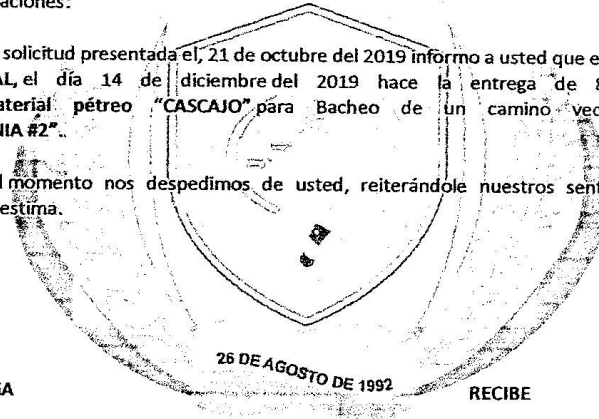 aciones:
solicitud presentada el, 21 de octubre del 2019 informo a usted que e
AL, el día 14 de diciembre del 2019 hace la entrega de 8
aterial pétreo "CASCAJO" para Bacheo de un camino vec
NIA #2"..
l momento nos despedimos de usted, reiterándole nuestros sent
estima.
26 DE AGOSTO DE 1992
GA RECIBE